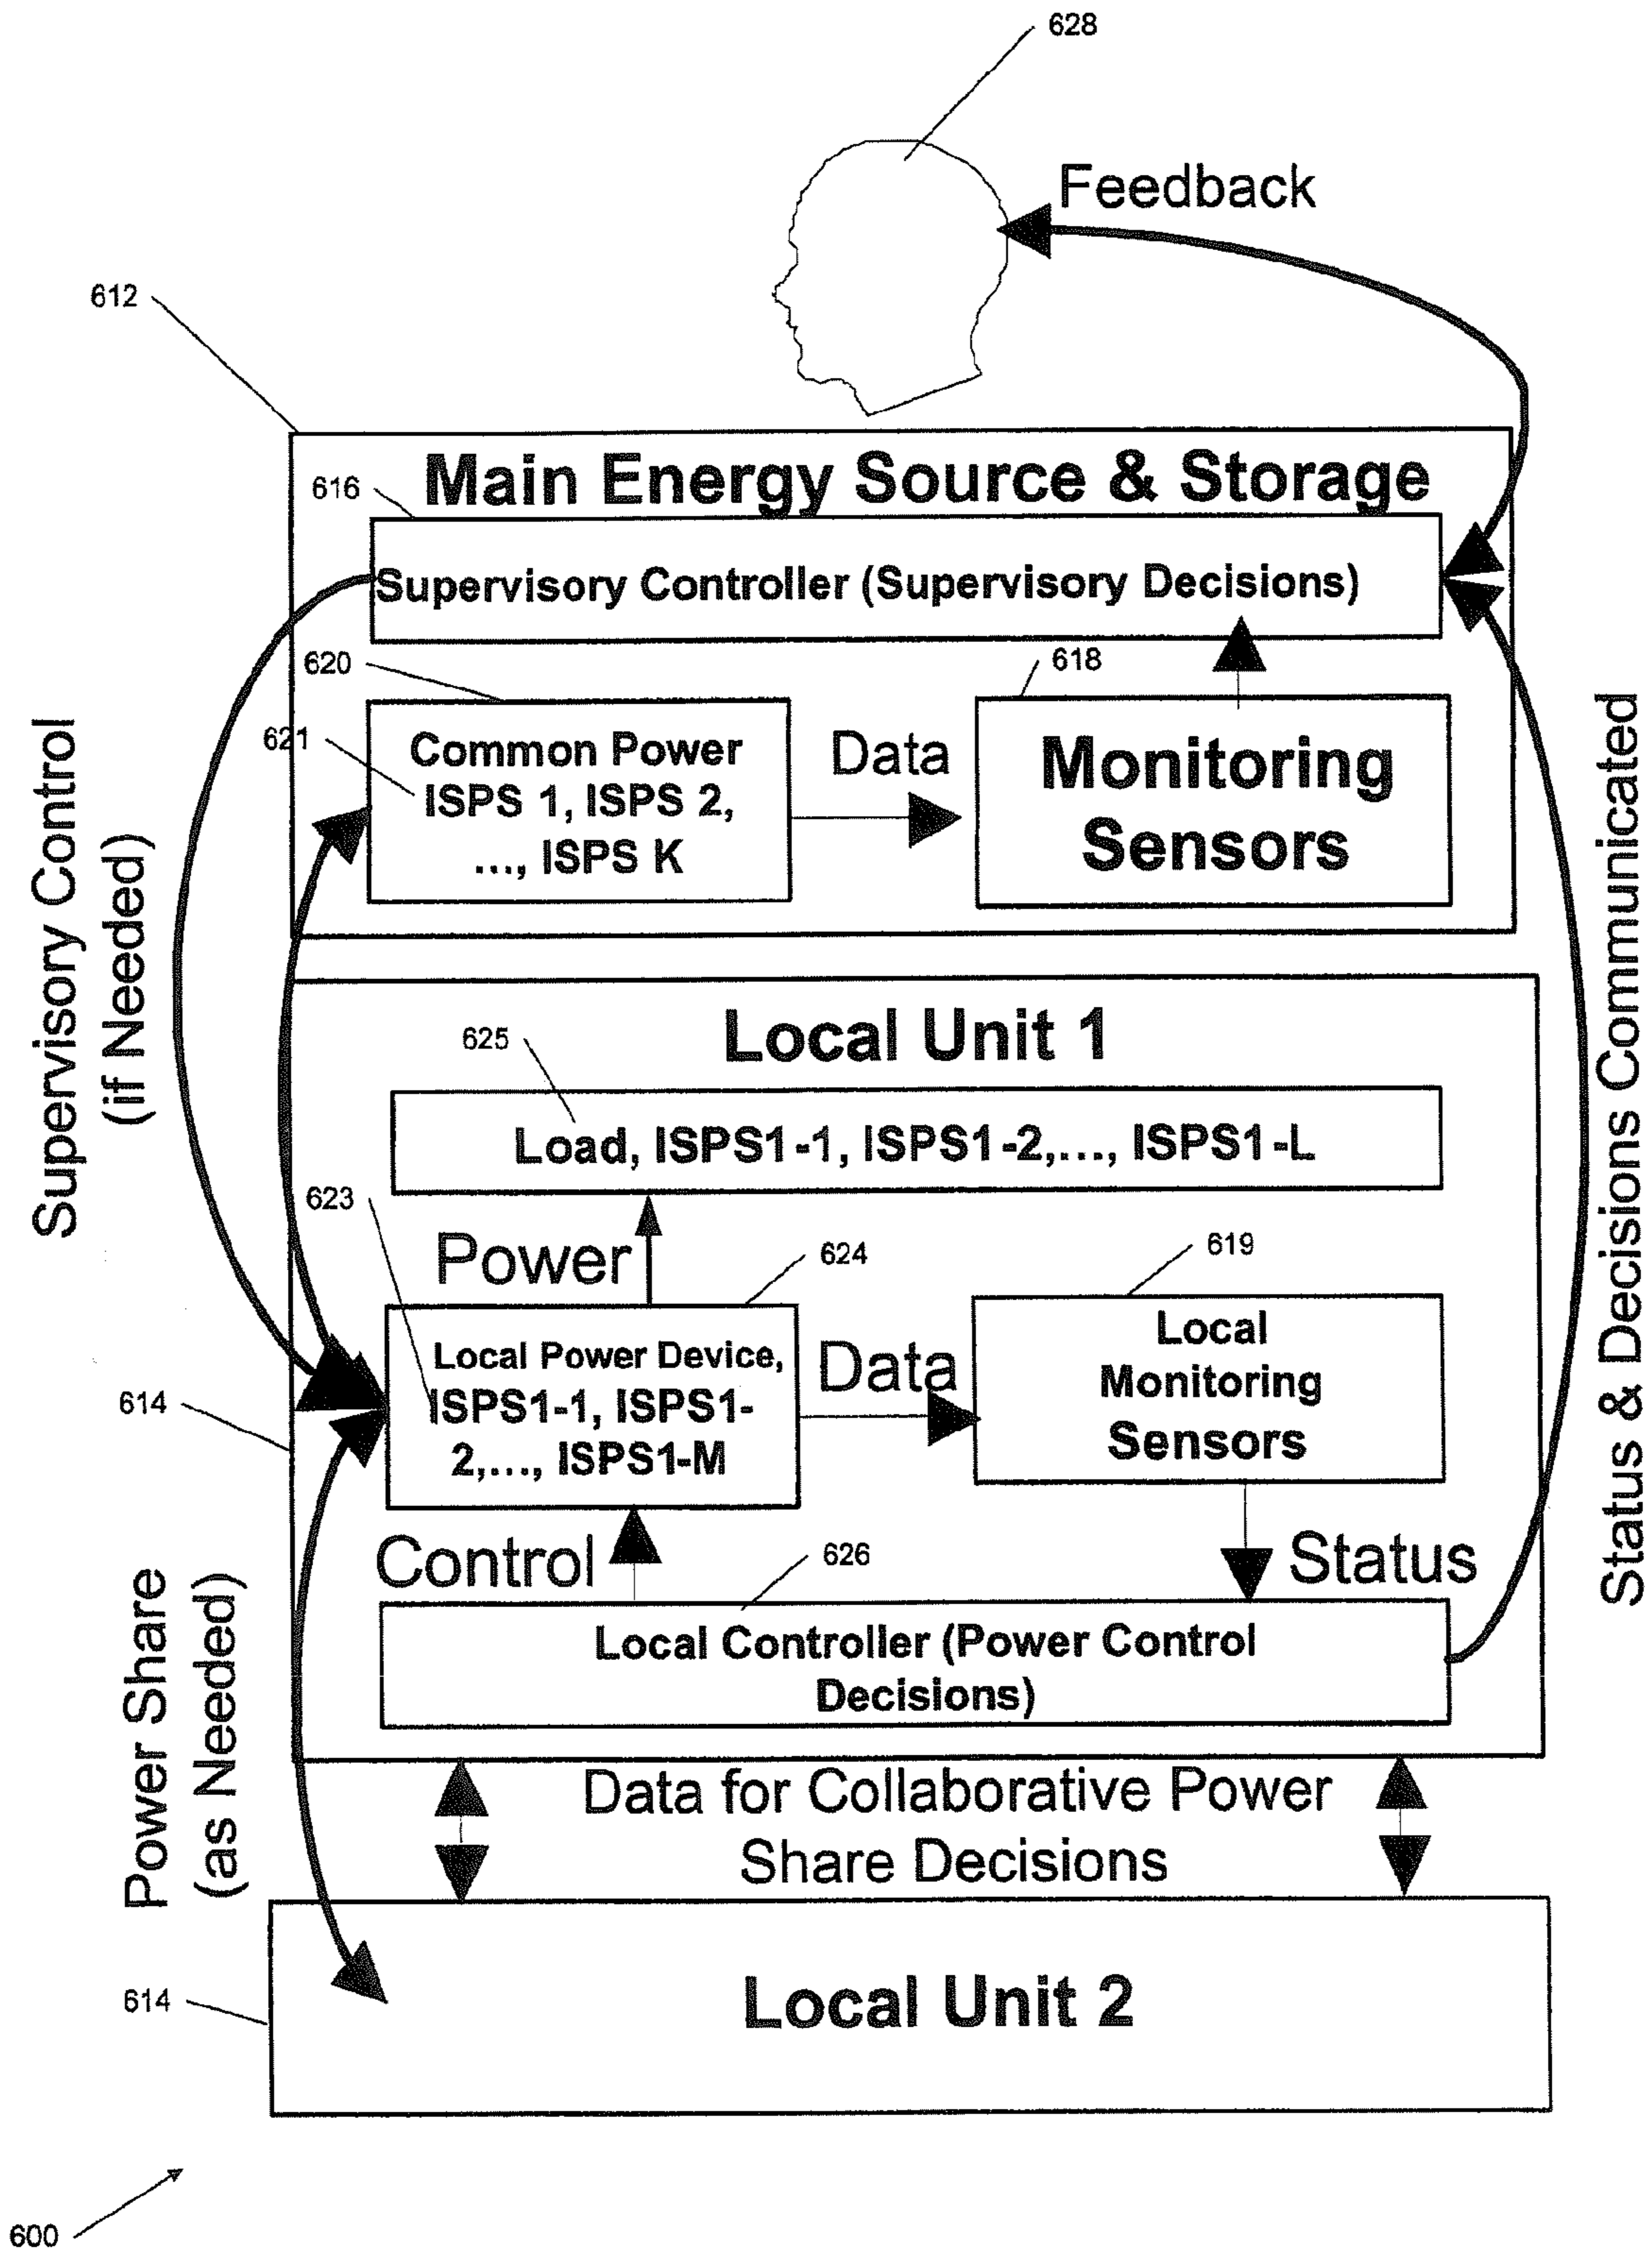 628
Feedback
612
Main Energy Source & Storage
616
Supervisory Controller (Supervisory Decisions)
620
618
621
Common Power
ISPS 1, ISPS 2,
..., ISPS K
Data
Monitoring
Sensors
Supervisory Control
(if Needed)
Status & Decisions Communicated
Local Unit 1
625
Load, ISPS1-1, ISPS1-2,..., ISPS1-L
623
Power
624
619
Local Power Device,
ISPS1-1, ISPS1-
2,..., ISPS1-M
Data
Local
Monitoring
Sensors
614
Control
626
Status
Local Controller (Power Control
Decisions)
Power Share
(as Needed)
Data for Collaborative Power
Share Decisions
614
Local Unit 2
600